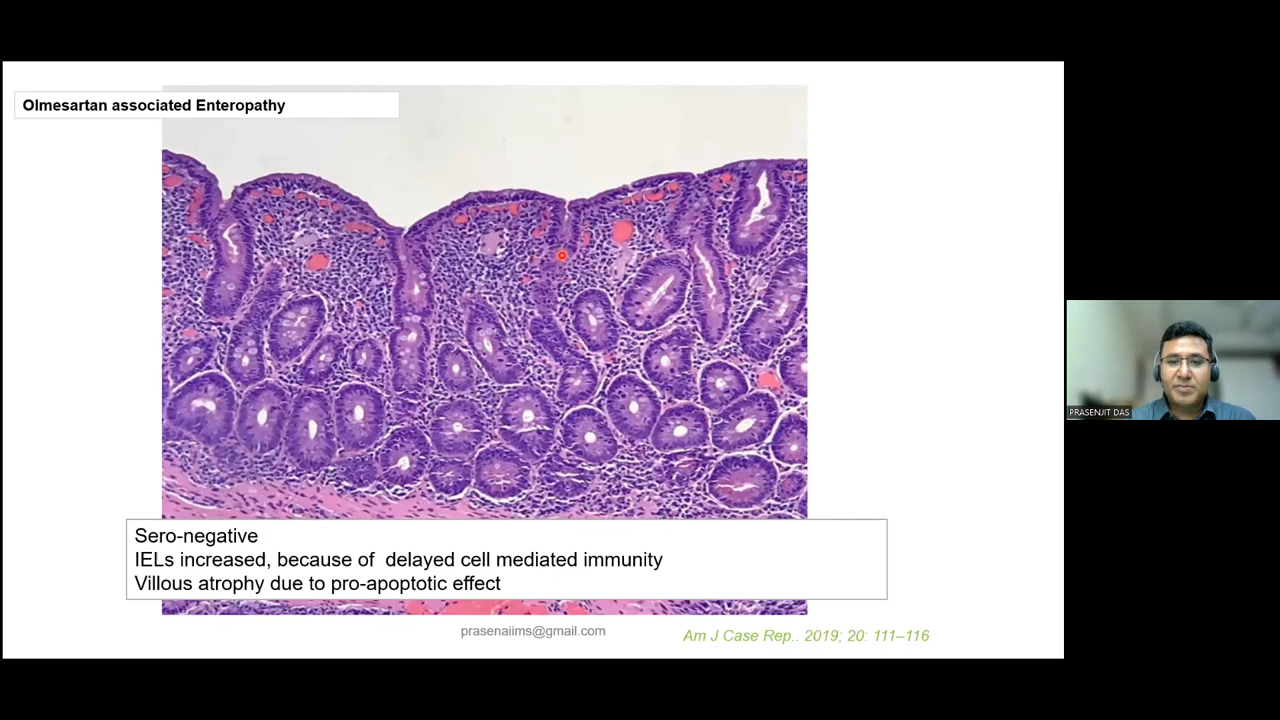 Olmesartan associated Enteropathy
Sero-negative
IELs increased, because of  delayed cell mediated immunity
Villous atrophy due to pro-apoptotic effect
prasenaiims@gmail.com
Am J Case Rep.. 2019; 20: 111–116
PRASENJIT DAS